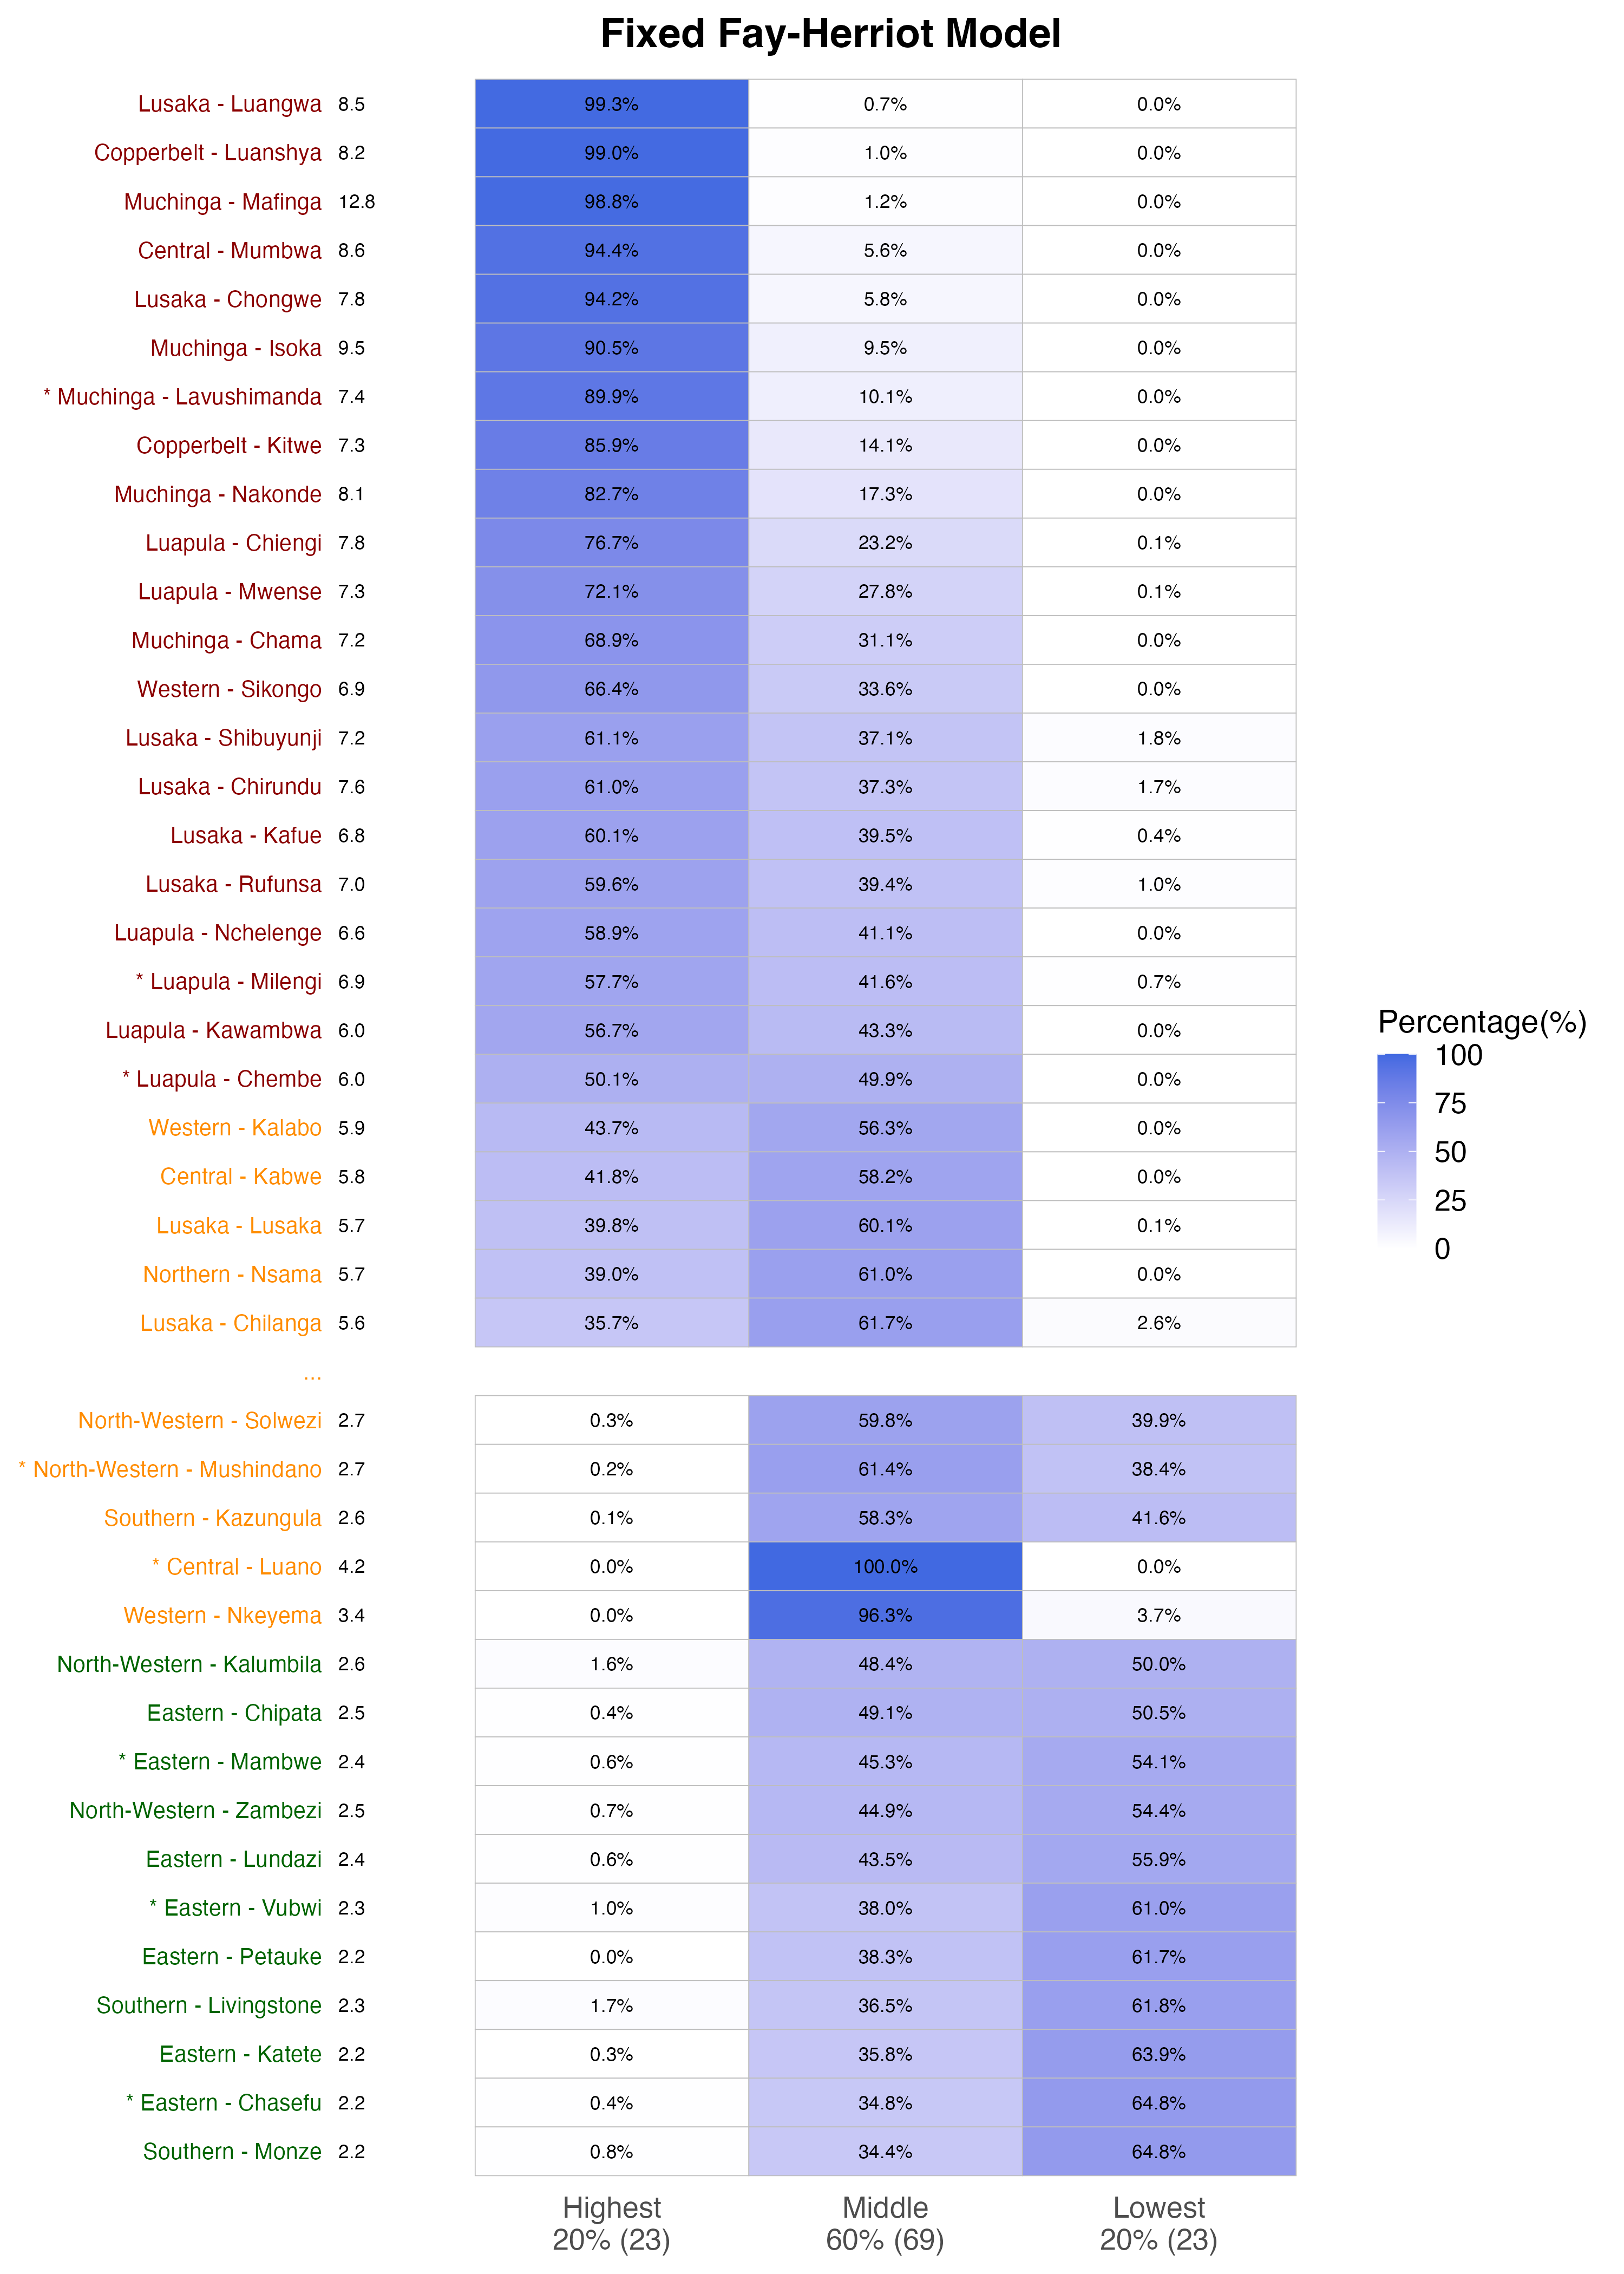 Fixed Fay-Herriot Model
Lusaka - Luangwa 8.5 99.3% 0.7% 0.0%
Copperbelt - Luanshya 8.2 99.0% 1.0% 0.0%
Muchinga - Mafinga 12.8 98.8% 1.2% 0.0%
Central - Mumbwa 8.6 94.4% 5.6% 0.0%
Lusaka - Chongwe 7.8 94.2% 5.8% 0.0%
Muchinga - Isoka 9.5 90.5% 9.5% 0.0%
* Muchinga - Lavushimanda 7.4 89.9% 10.1% 0.0%
Copperbelt - Kitwe 7.3 85.9% 14.1% 0.0%
Muchinga - Nakonde 8.1 82.7% 17.3% 0.0%
Luapula - Chiengi 7.8 76.7% 23.2% 0.1%
Luapula - Mwense 7.3 72.1% 27.8% 0.1%
Muchinga - Chama 7.2 68.9% 31.1% 0.0%
Western - Sikongo 6.9 66.4% 33.6% 0.0%
Lusaka - Shibuyunji 7.2 61.1% 37.1% 1.8%
Lusaka - Chirundu 7.6 61.0% 37.3% 1.7%
Lusaka - Kafue 6.8 60.1% 39.5% 0.4%
Lusaka - Rufunsa 7.0 59.6% 39.4% 1.0%
Luapula - Nchelenge 6.6 58.9% 41.1% 0.0%
* Luapula - Milengi 6.9 57.7% 41.6% 0.7%
Luapula - Kawambwa 6.0 56.7% 43.3% 0.0%
* Luapula - Chembe 6.0 50.1% 49.9% 0.0%
Western - Kalabo 5.9 43.7% 56.3% 0.0%
Central - Kabwe 5.8 41.8% 58.2% 0.0%
Lusaka - Lusaka 5.7 39.8% 60.1% 0.1%
Northern - Nsama 5.7 39.0% 61.0% 0.0%
Lusaka - Chilanga 5.6 35.7% 61.7% 2.6%
...
North-Western - Solwezi 2.7 0.3% 59.8% 39.9%
* North-Western - Mushindano 2.7 0.2% 61.4% 38.4%
Southern - Kazungula 2.6 0.1% 58.3% 41.6%
* Central - Luano 4.2 0.0% 100.0% 0.0%
Western - Nkeyema 3.4 0.0% 96.3% 3.7%
North-Western - Kalumbila 2.6 1.6% 48.4% 50.0%
Eastern - Chipata 2.5 0.4% 49.1% 50.5%
* Eastern - Mambwe 2.4 0.6% 45.3% 54.1%
North-Western - Zambezi 2.5 0.7% 44.9% 54.4%
Eastern - Lundazi 2.4 0.6% 43.5% 55.9%
* Eastern - Vubwi 2.3 1.0% 38.0% 61.0%
Eastern - Petauke 2.2 0.0% 38.3% 61.7%
Southern - Livingstone 2.3 1.7% 36.5% 61.8%
Eastern - Katete 2.2 0.3% 35.8% 63.9%
* Eastern - Chasefu 2.2 0.4% 34.8% 64.8%
Southern - Monze 2.2 0.8% 34.4% 64.8%
Highest Middle Lowest
20% (23) 60% (69) 20% (23)
Percentage(%)
100
75
50
25
0